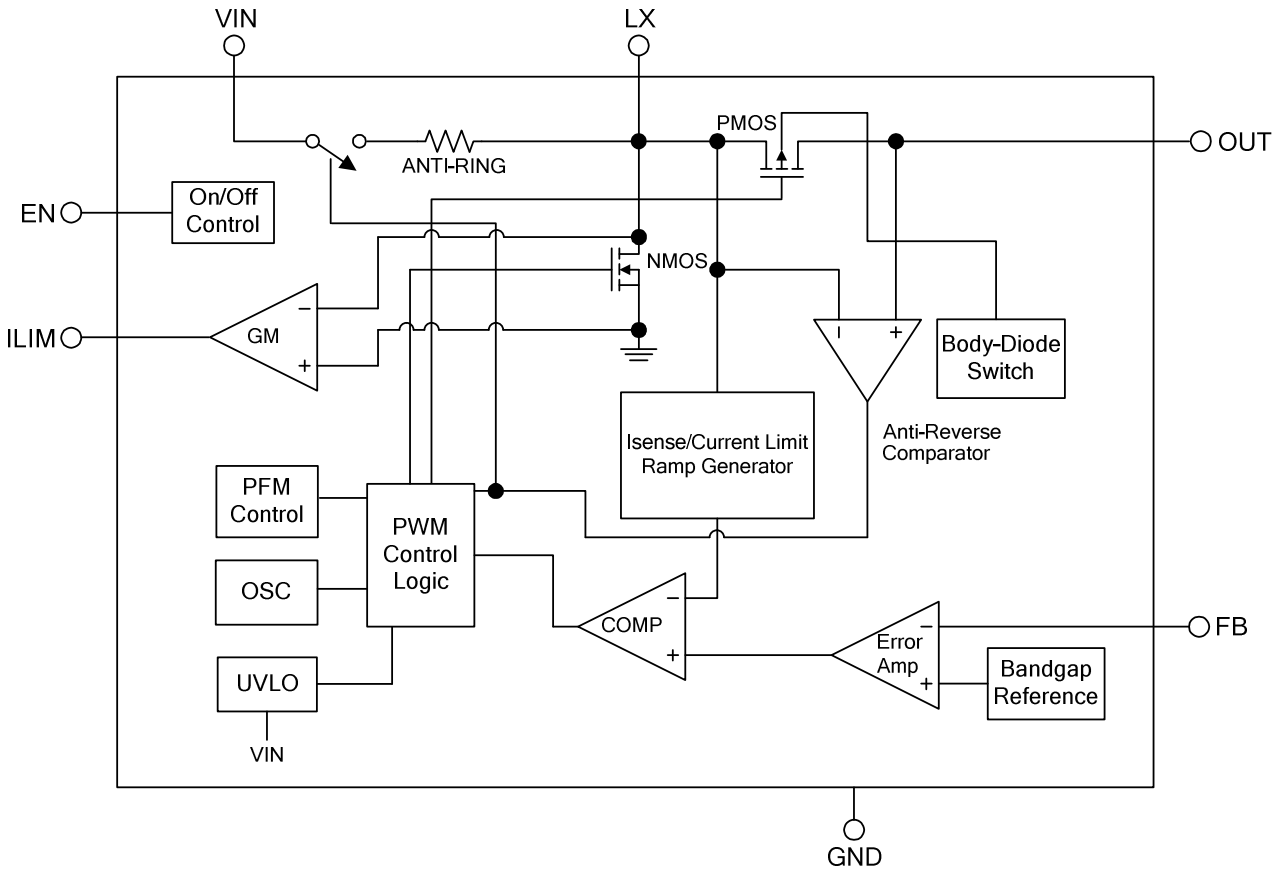 VIN
LX
PMOS
OUT
ANTI-RING
EN
On/Off
Control
NMOS
−
GM
+
ILIM
−
+
Body-Diode
Switch
Anti-Reverse
Comparator
Isense/Current Limit
Ramp Generator
PFM
Control
PWM
Control
Logic
OSC
−
COMP
+
−
Error
Amp
+
FB
Bandgap
Reference
UVLO
VIN
GND